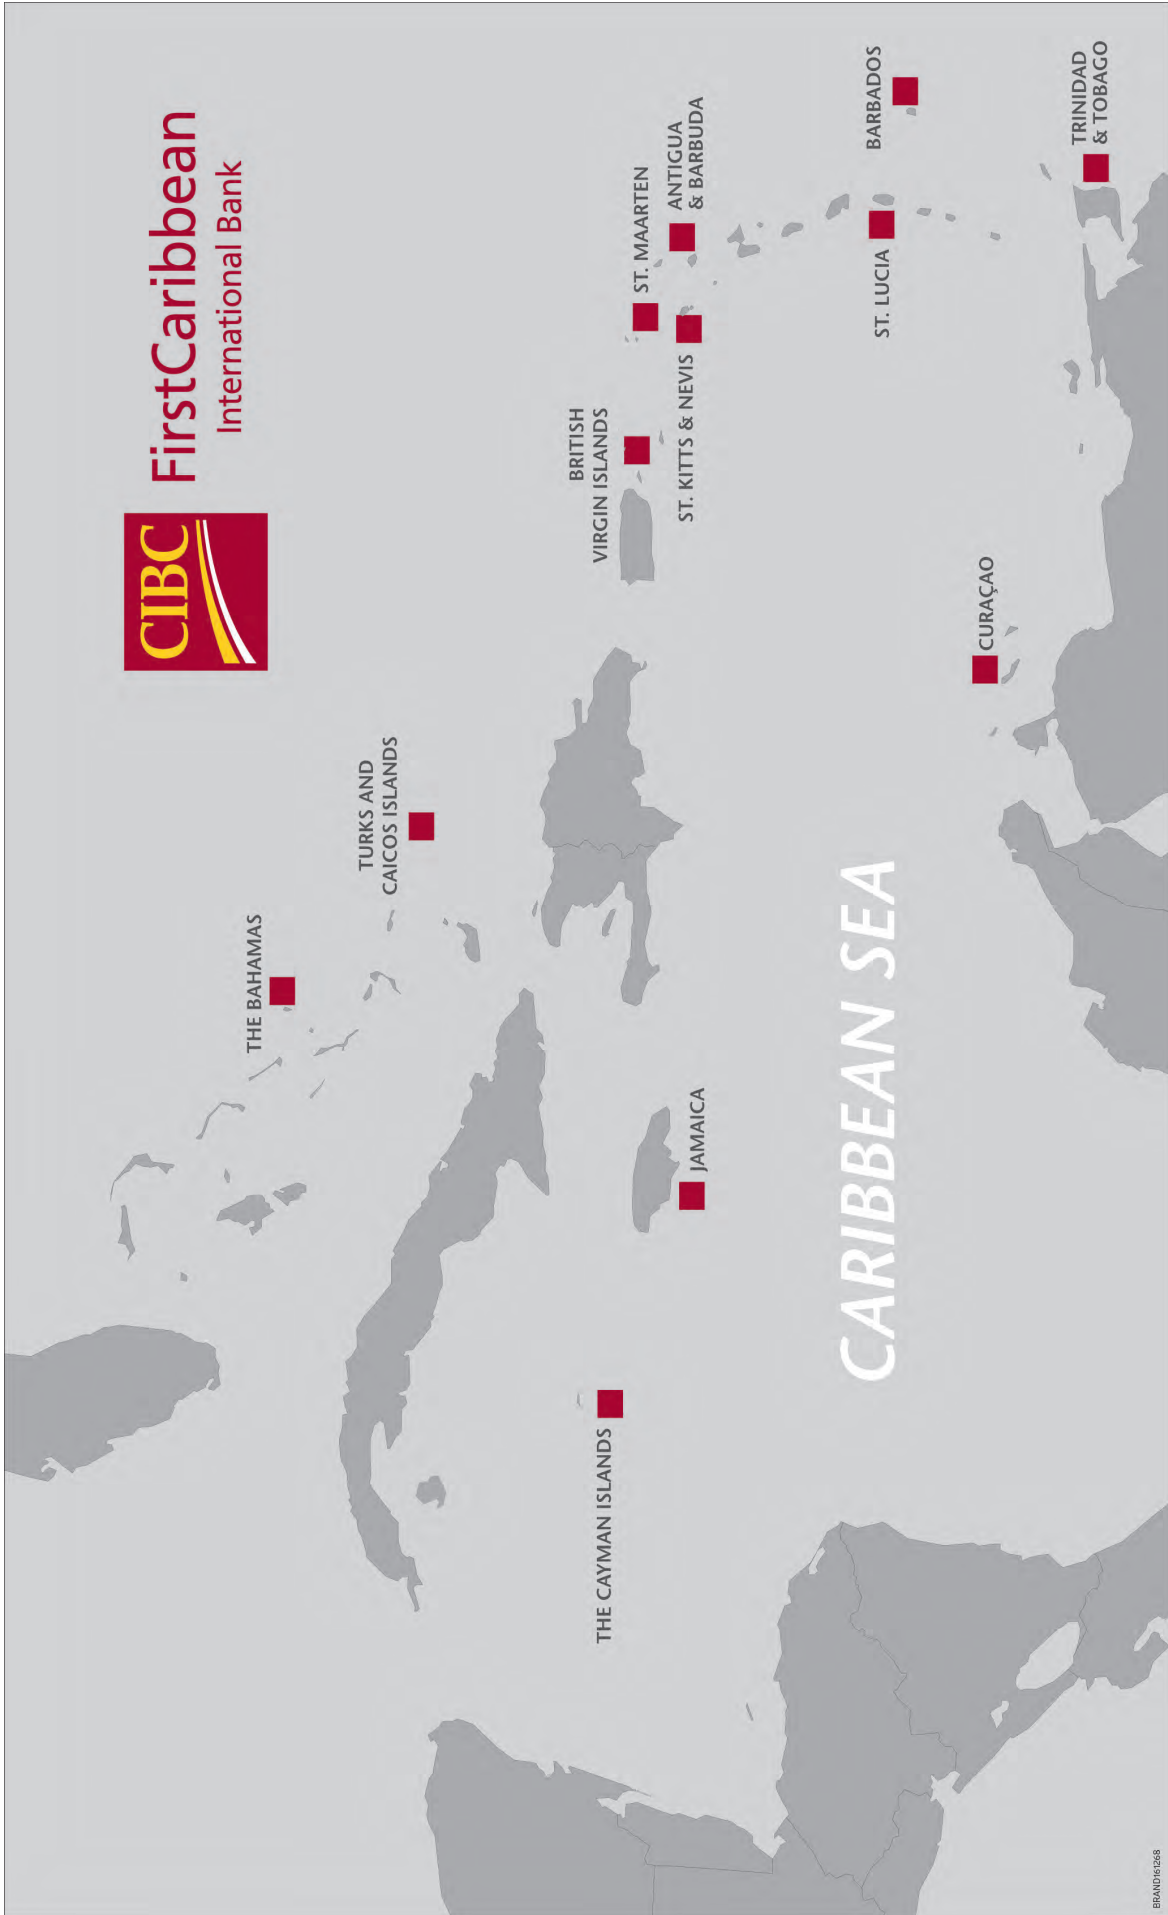 CIBC
FirstCaribbean
International Bank
THE BAHAMAS
TURKS AND
CAICOS ISLANDS
BRITISH
VIRGIN ISLANDS
ST. MAARTEN
ANTIGUA
& BARBUDA
ST. KITTS & NEVIS
THE CAYMAN ISLANDS
JAMAICA
BARBADOS
ST. LUCIA
CARIBBEAN SEA
CURAÇAO
TRINIDAD
& TOBAGO
BRAND161268